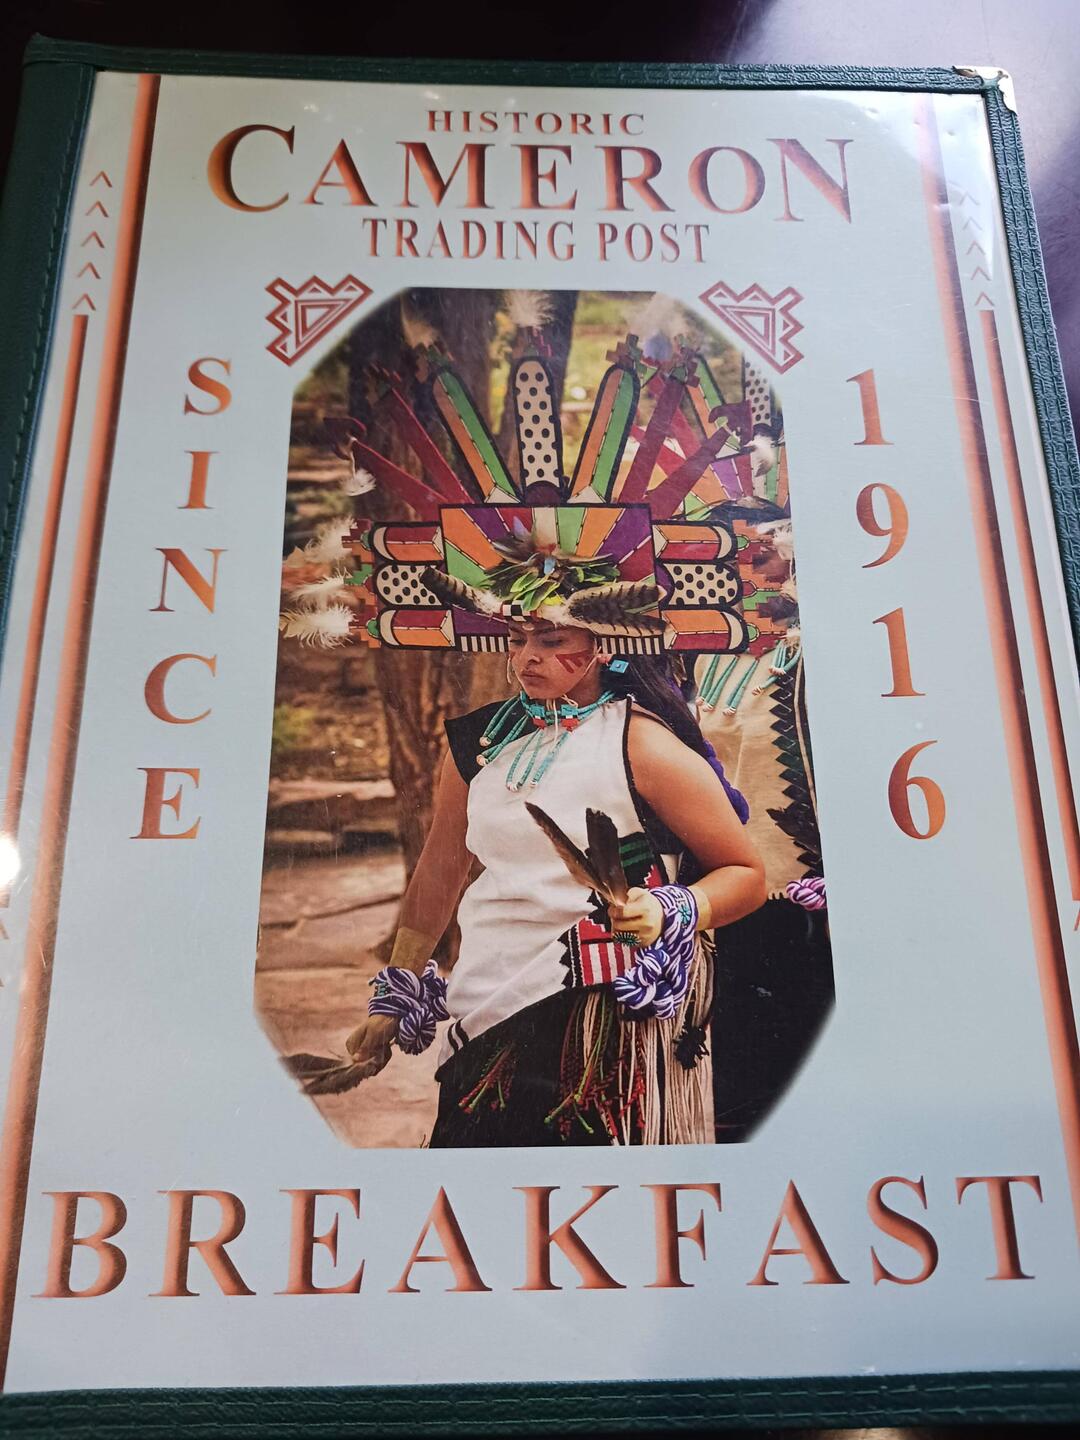 HISTORIC
CAMERON
TRADING POST
SINCE
1916
BREAKFAST